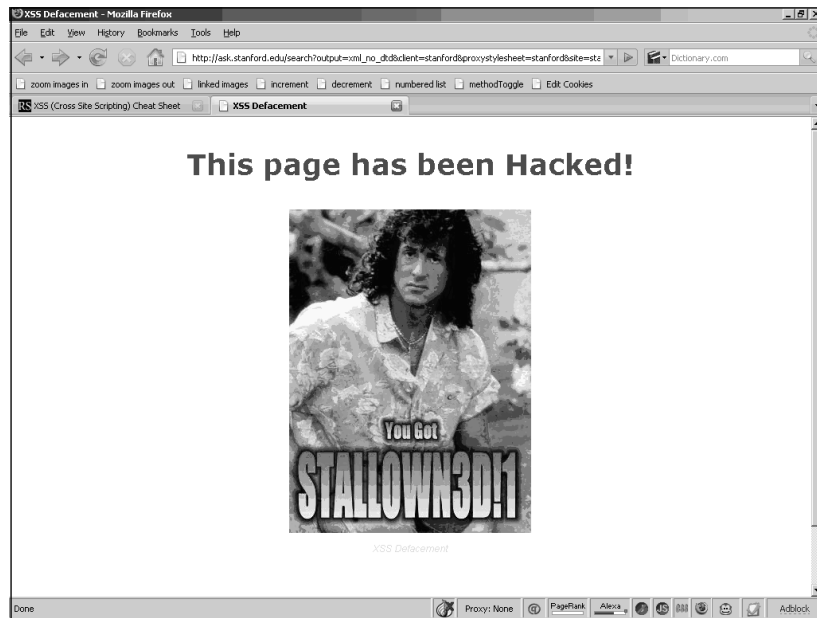 XSS Defacement - Mozilla Firefox
File Edit View History Bookmarks Tools Help
http://ask.stanford.edu/search?output=xml_no_dtd&client=stanford&proxystylesheet=stanford&site=sta
Dictionary.com
zoom images in zoom images out linked images increment decrement numbered list methodToggle Edit Cookies
RS XSS (Cross Site Scripting) Cheat Sheet XSS Defacement
This page has been Hacked!
You Got
STALLOWN3D!1
XSS Defacement
Done Proxy: None @ PageRank Alexa JS Adblock